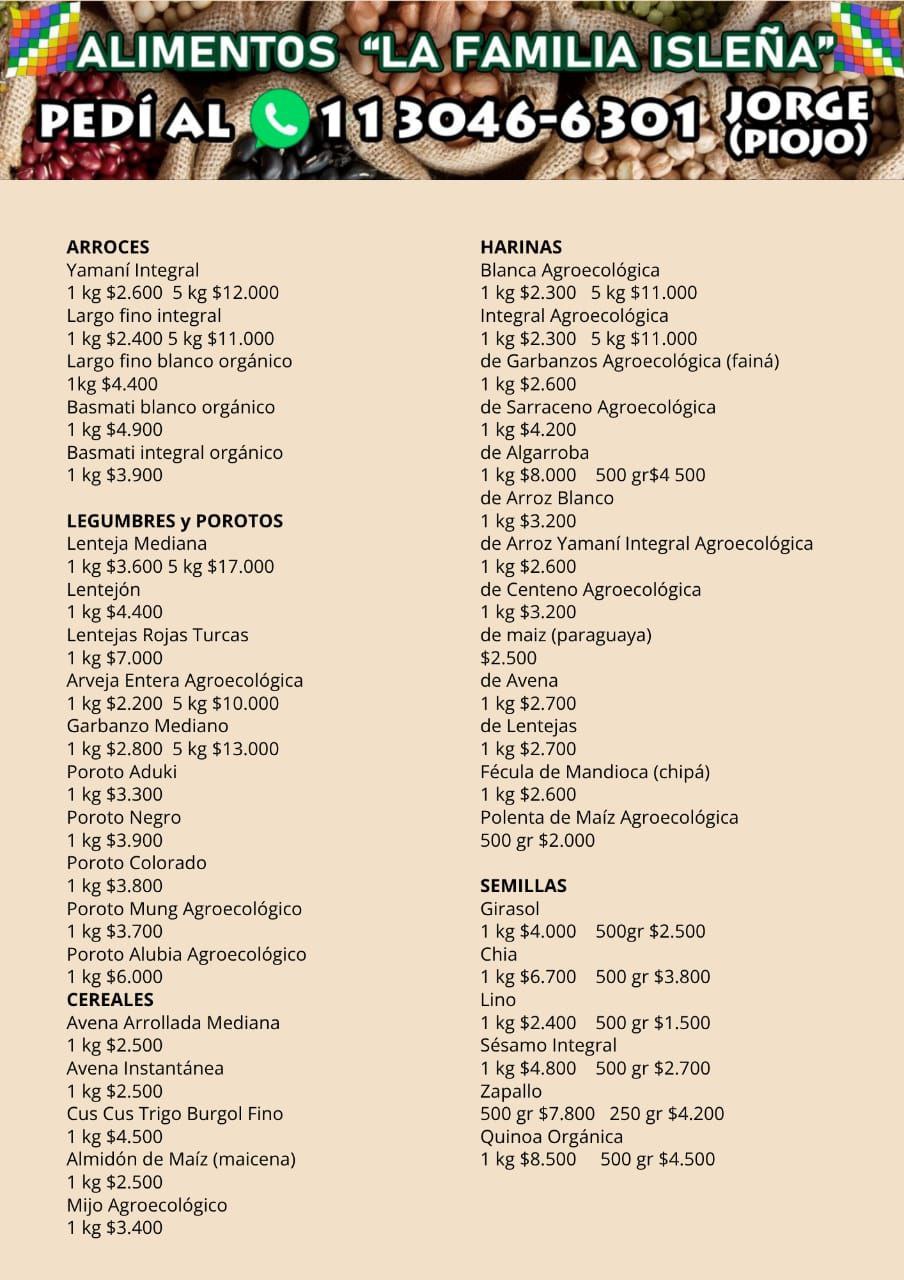 ALIMENTOS “LA FAMILIA ISLEÑA”
PEDÍ AL 11 3046-6301 JORGE
(PIOJO)
ARROCES
Yamaní Integral
1 kg $2.600 5 kg $12.000
Largo fino integral
1 kg $2.400 5 kg $11.000
Largo fino blanco orgánico
1kg $4.400
Basmati blanco orgánico
1 kg $4.900
Basmati integral orgánico
1 kg $3.900
LEGUMBRES y POROTOS
Lenteja Mediana
1 kg $3.600 5 kg $17.000
Lentejón
1 kg $4.400
Lentejas Rojas Turcas
1 kg $7.000
Arveja Entera Agroecológica
1 kg $2.200 5 kg $10.000
Garbanzo Mediano
1 kg $2.800 5 kg $13.000
Poroto Aduki
1 kg $3.300
Poroto Negro
1 kg $3.900
Poroto Colorado
1 kg $3.800
Poroto Mung Agroecológico
1 kg $3.700
Poroto Alubia Agroecológico
1 kg $6.000
CEREALES
Avena Arrollada Mediana
1 kg $2.500
Avena Instantánea
1 kg $2.500
Cus Cus Trigo Burgol Fino
1 kg $4.500
Almidón de Maíz (maicena)
1 kg $2.500
Mijo Agroecológico
1 kg $3.400
HARINAS
Blanca Agroecológica
1 kg $2.300 5 kg $11.000
Integral Agroecológica
1 kg $2.300 5 kg $11.000
de Garbanzos Agroecológica (fainá)
1 kg $2.600
de Sarraceno Agroecológica
1 kg $4.200
de Algarroba
1 kg $8.000 500 gr$4 500
de Arroz Blanco
1 kg $3.200
de Arroz Yamaní Integral Agroecológica
1 kg $2.600
de Centeno Agroecológica
1 kg $3.200
de maiz (paraguaya)
$2.500
de Avena
1 kg $2.700
de Lentejas
1 kg $2.700
Fécula de Mandioca (chipá)
1 kg $2.600
Polenta de Maíz Agroecológica
500 gr $2.000
SEMILLAS
Girasol
1 kg $4.000 500gr $2.500
Chia
1 kg $6.700 500 gr $3.800
Lino
1 kg $2.400 500 gr $1.500
Sésamo Integral
1 kg $4.800 500 gr $2.700
Zapallo
500 gr $7.800 250 gr $4.200
Quinoa Orgánica
1 kg $8.500 500 gr $4.500